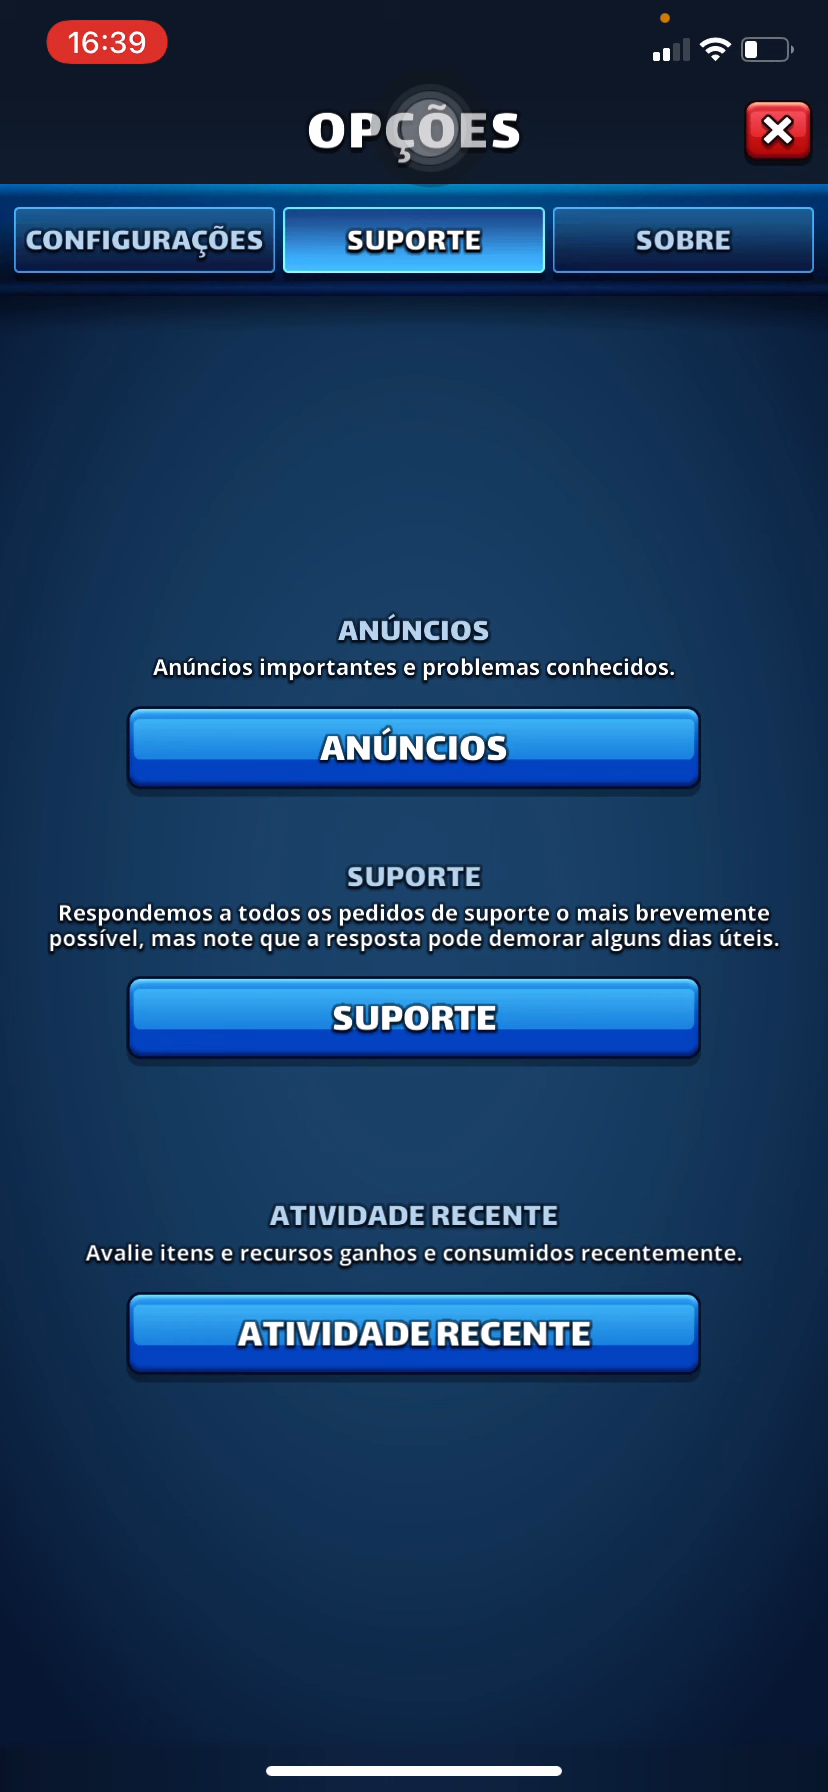 16:39
OPÇÕES
CONFIGURAÇÕES
SUPORTE
SOBRE
ANÚNCIOS
Anúncios importantes e problemas conhecidos.
ANÚNCIOS
SUPORTE
Respondemos a todos os pedidos de suporte o mais brevemente
possível, mas note que a resposta pode demorar alguns dias úteis.
SUPORTE
ATIVIDADE RECENTE
Avalie itens e recursos ganhos e consumidos recentemente.
ATIVIDADE RECENTE